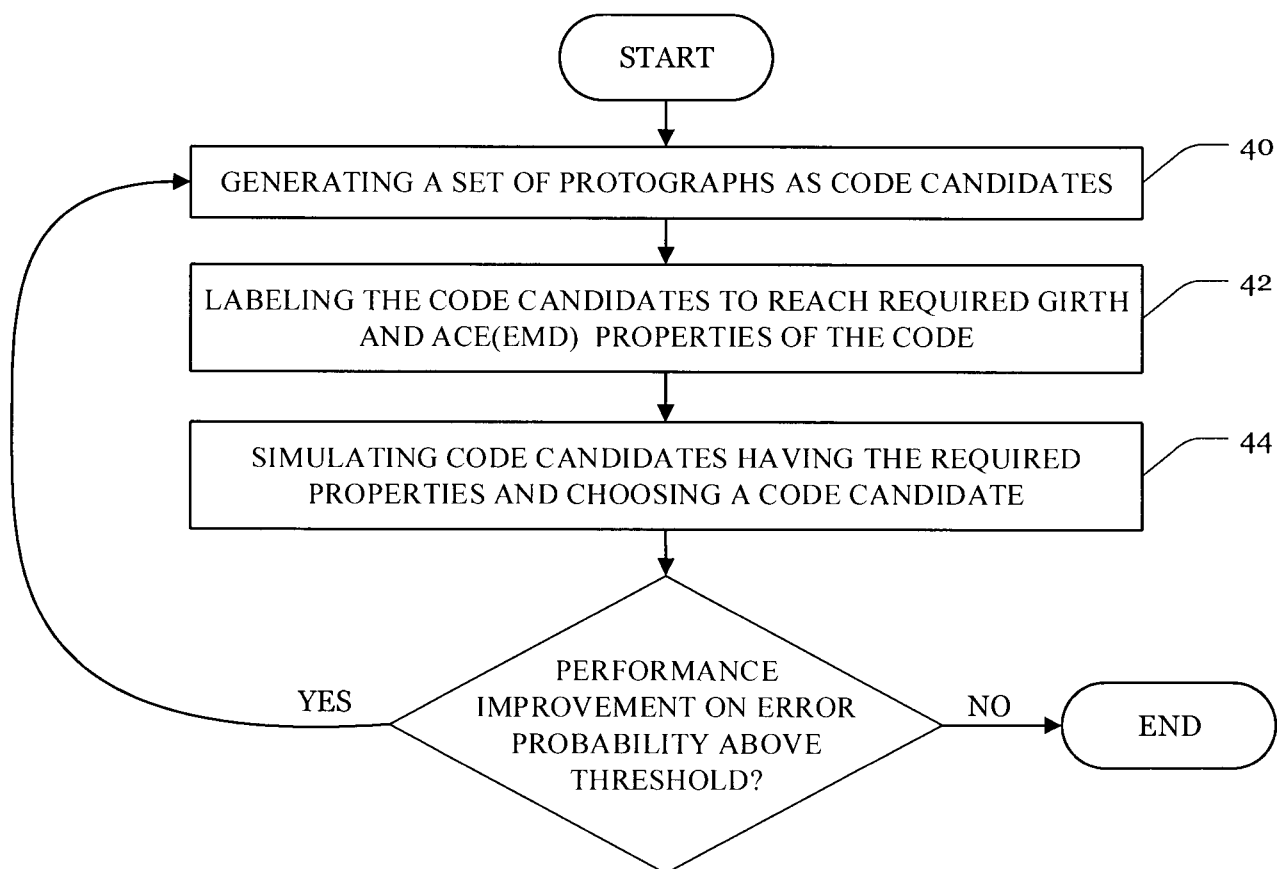 START
GENERATING A SET OF PROTOGRAPHS AS CODE CANDIDATES
40
LABELING THE CODE CANDIDATES TO REACH REQUIRED GIRTH
AND ACE(EMD) PROPERTIES OF THE CODE
42
SIMULATING CODE CANDIDATES HAVING THE REQUIRED
PROPERTIES AND CHOOSING A CODE CANDIDATE
44
PERFORMANCE
IMPROVEMENT ON ERROR
PROBABILITY ABOVE
THRESHOLD?
YES
NO
END